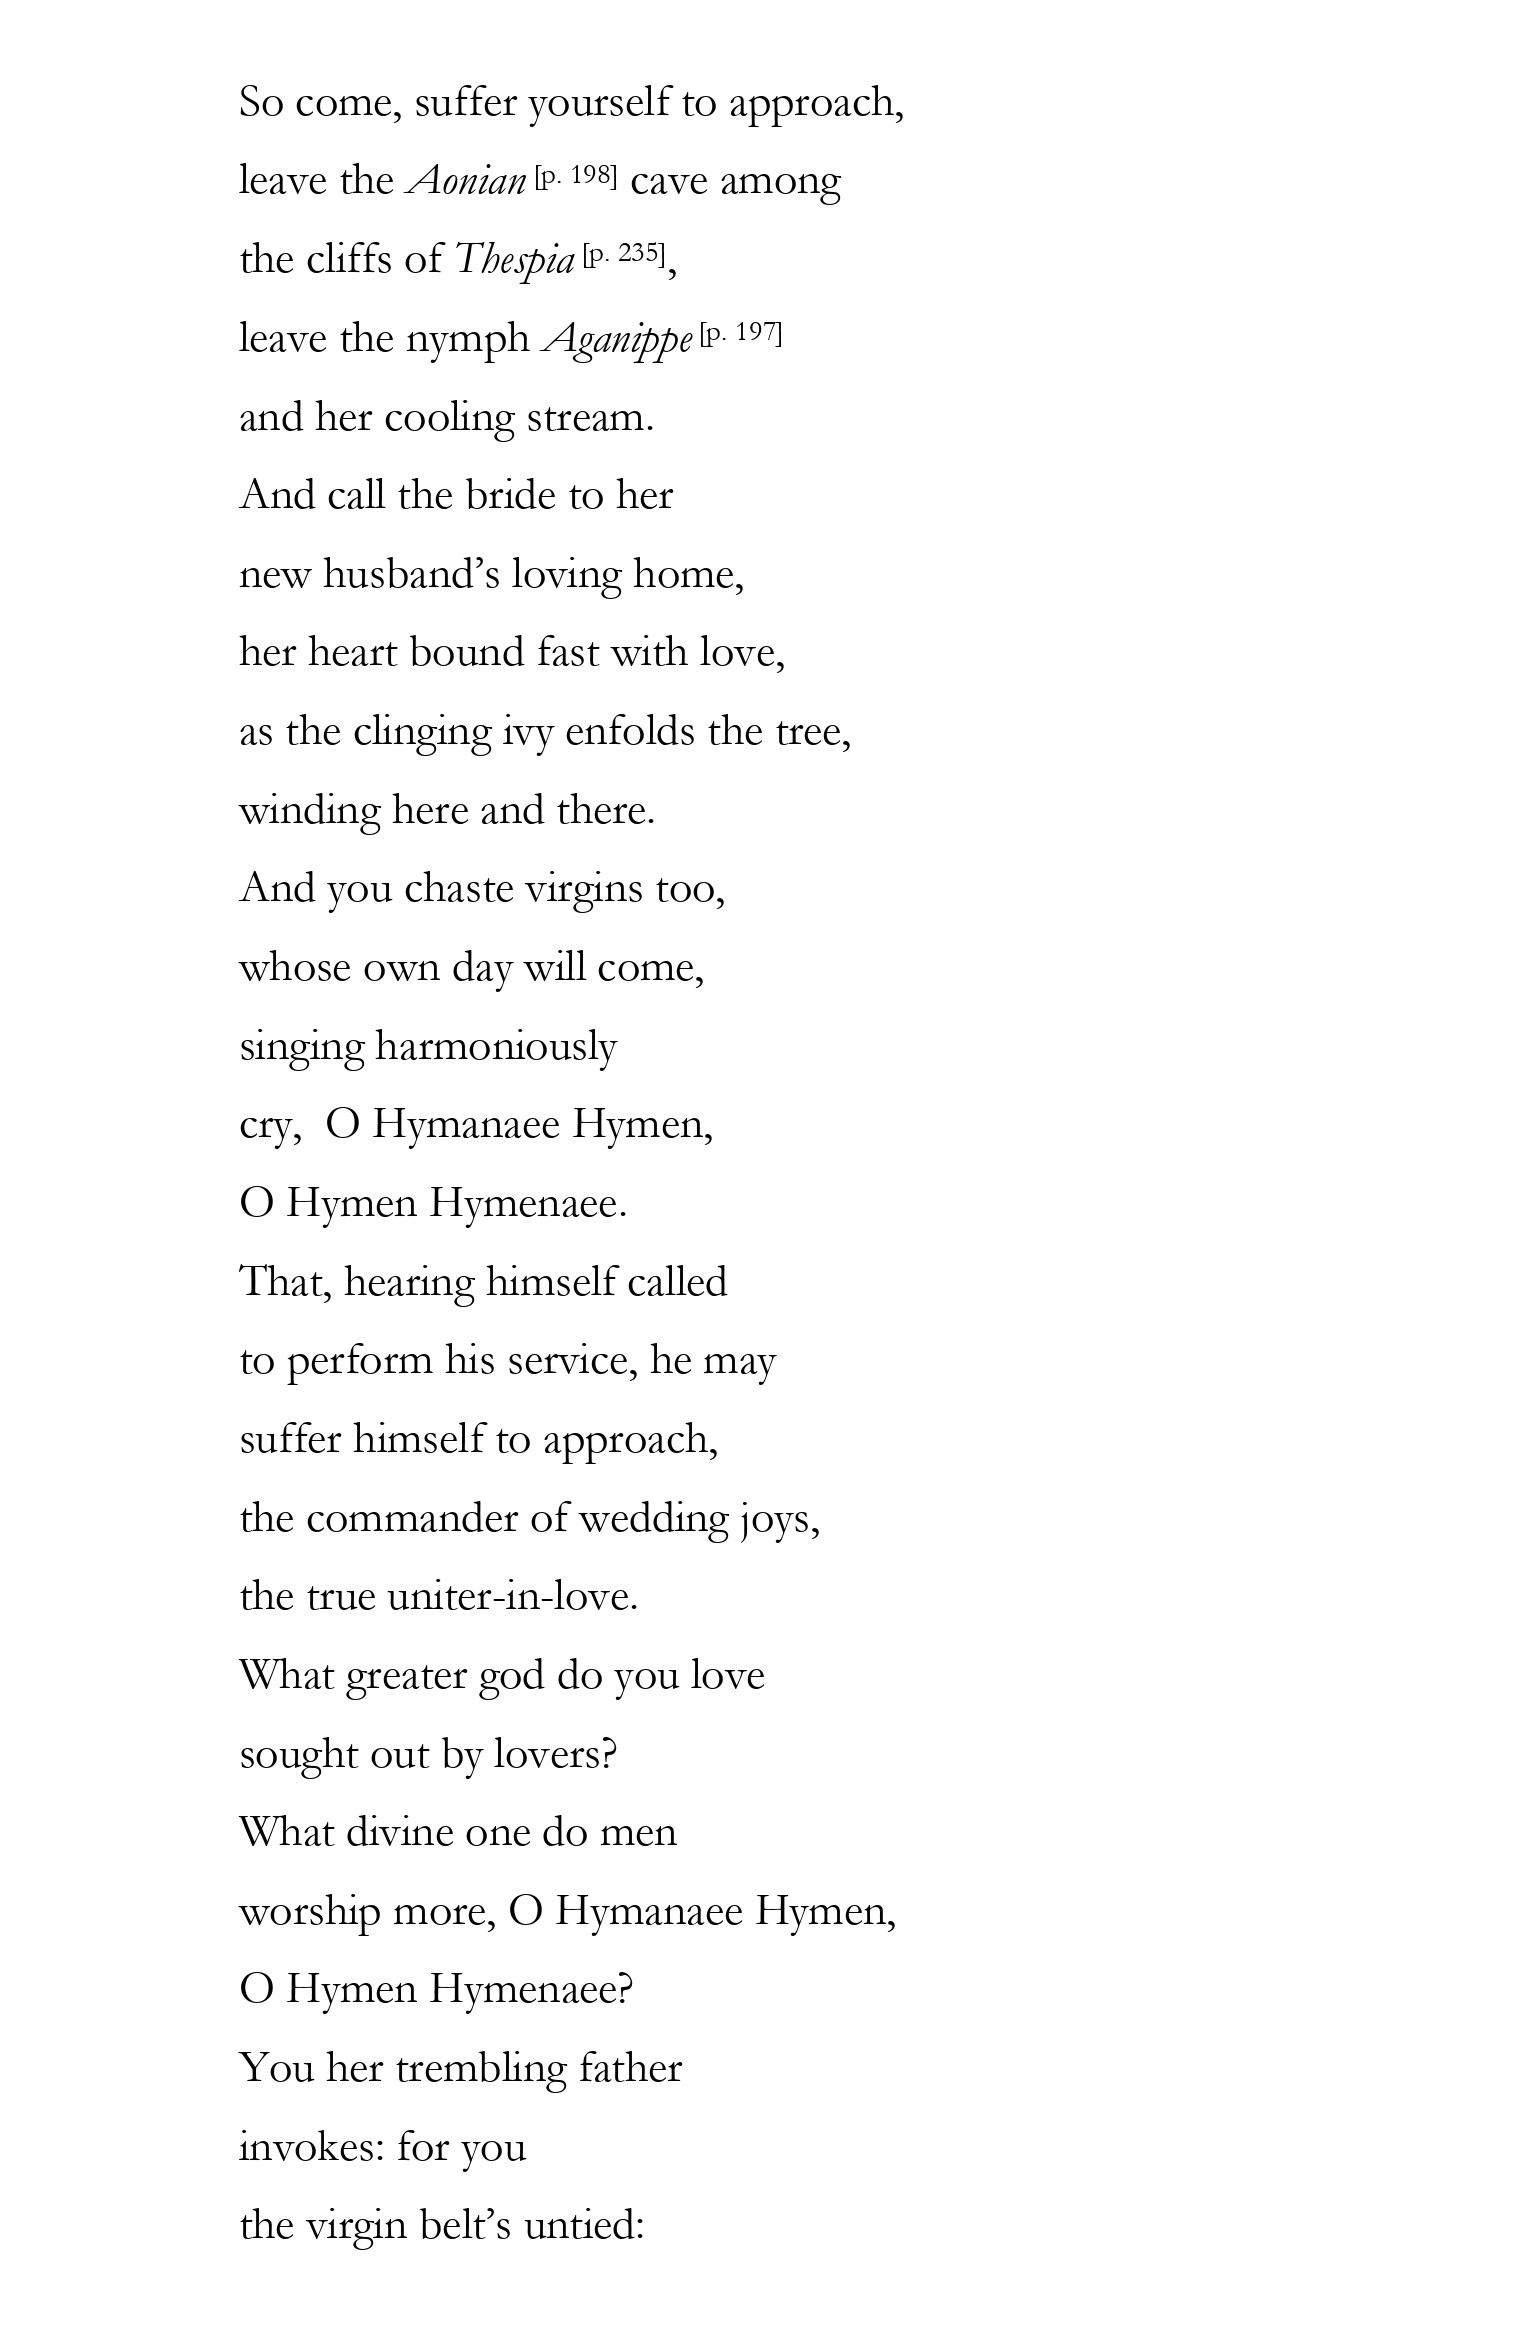 So come, suffer yourself to approach,
leave the Aonian [p. 198] cave among
the cliffs of Thespia [p. 235],
leave the nymph Aganippe [p. 197]
and her cooling stream.
And call the bride to her
new husband’s loving home,
her heart bound fast with love,
as the clinging ivy enfolds the tree,
winding here and there.
And you chaste virgins too,
whose own day will come,
singing harmoniously
cry,  O Hymanaee Hymen,
O Hymen Hymenaee.
That, hearing himself called
to perform his service, he may
suffer himself to approach,
the commander of wedding joys,
the true uniter-in-love.
What greater god do you love
sought out by lovers?
What divine one do men
worship more, O Hymanaee Hymen,
O Hymen Hymenaee?
You her trembling father
invokes: for you
the virgin belt’s untied: